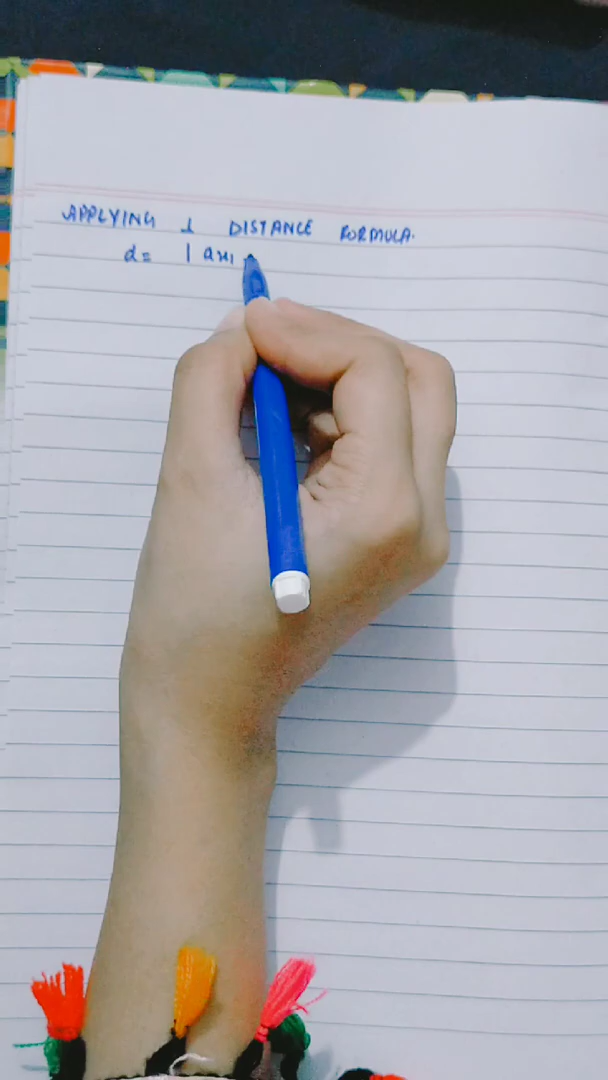 APPLYING ⊥ DISTANCE FORMULA.
d= | ax₁